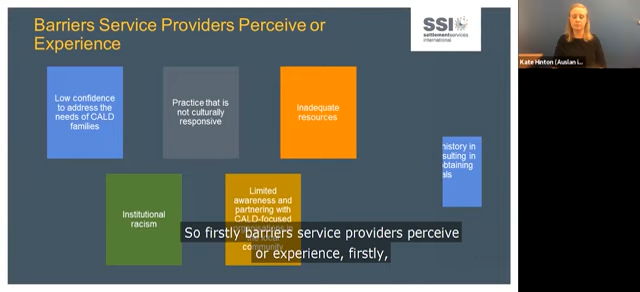 Barriers Service Providers Perceive or
Experience
SSI
settlement services
international
Low confidence
to address the
needs of CALD
families
Practice that is
not culturally
responsive
Inadequate
resources
history in
sulting in
obtaining
als
Institutional
racism
Limited
awareness and
partnering with
CALD-focused
community
So firstly barriers service providers perceive
or experience, firstly,
Kate Hinton (Auslan i...